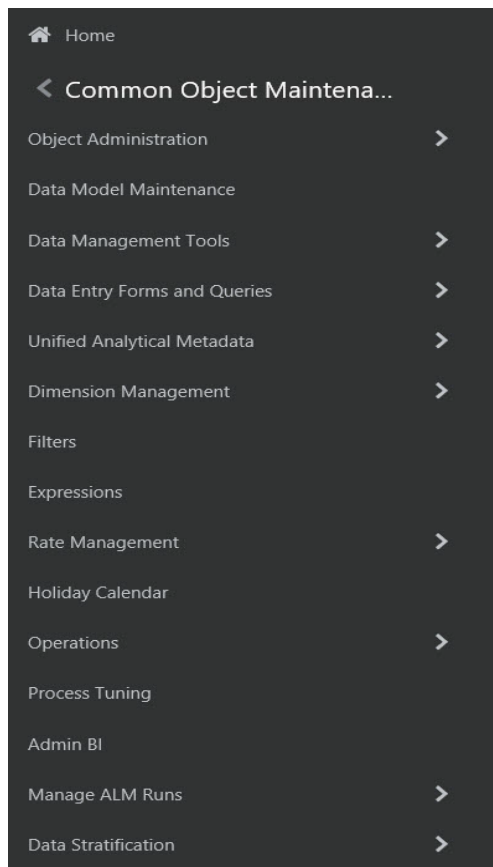 Home
Common Object Maintena...
Object Administration
Data Model Maintenance
Data Management Tools
Data Entry Forms and Queries
Unified Analytical Metadata
Dimension Management
Filters
Expressions
Rate Management
Holiday Calendar
Operations
Process Tuning
Admin BI
Manage ALM Runs
Data Stratification